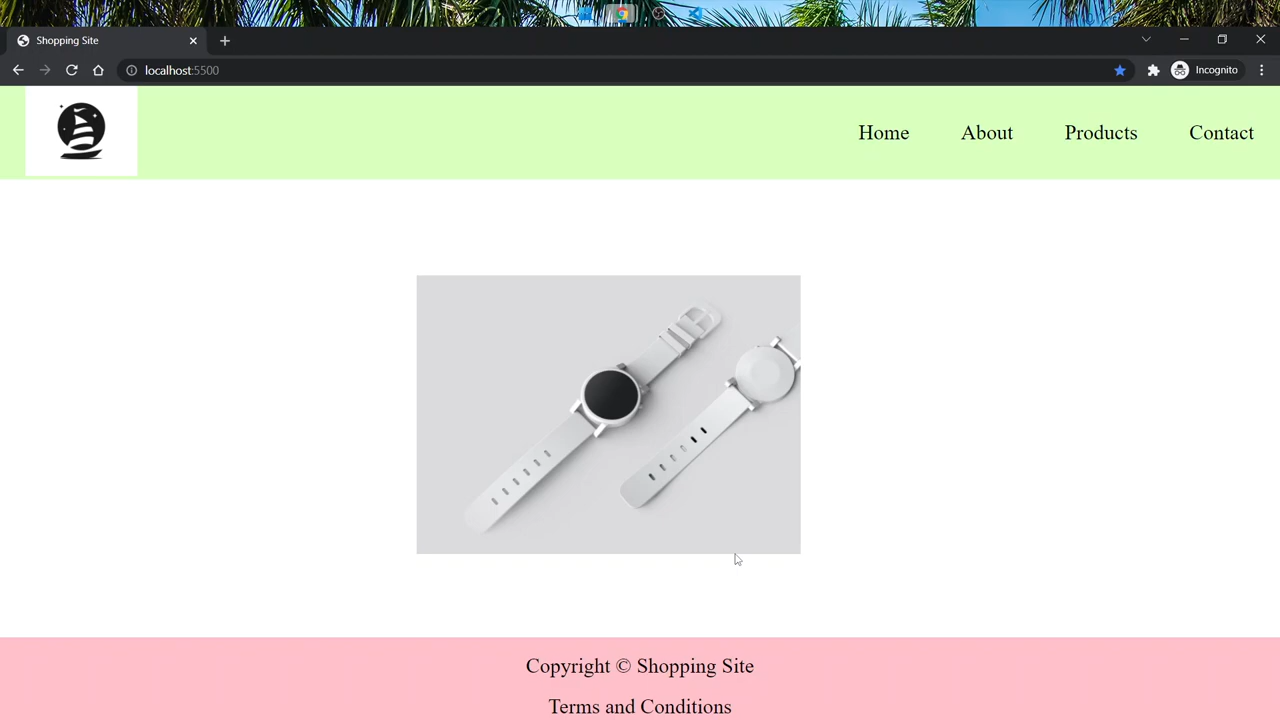 Shopping Site
localhost:5500
Incognito
Home About Products Contact
Copyright © Shopping Site
Terms and Conditions